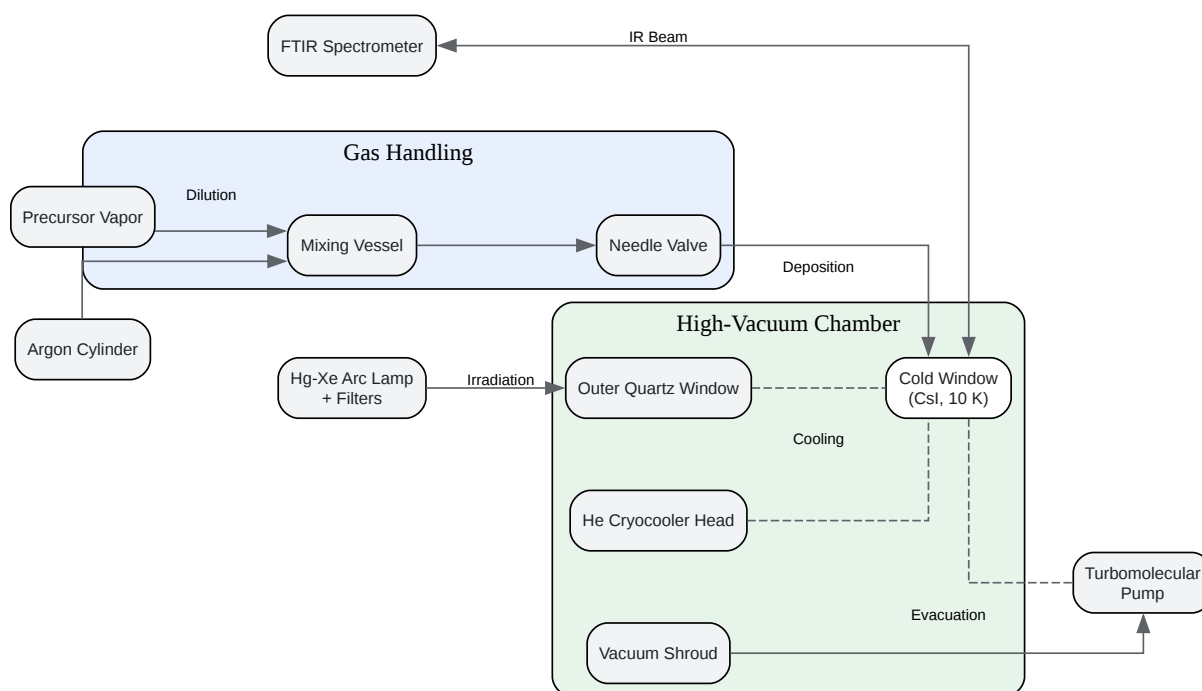 FTIR Spectrometer
IR Beam
Gas Handling
Precursor Vapor
Dilution
Mixing Vessel
Needle Valve
Deposition
Argon Cylinder
High-Vacuum Chamber
Hg-Xe Arc Lamp
+ Filters
Irradiation
Outer Quartz Window
Cold Window
(CsI, 10 K)
Cooling
He Cryocooler Head
Turbomolecular
Pump
Evacuation
Vacuum Shroud